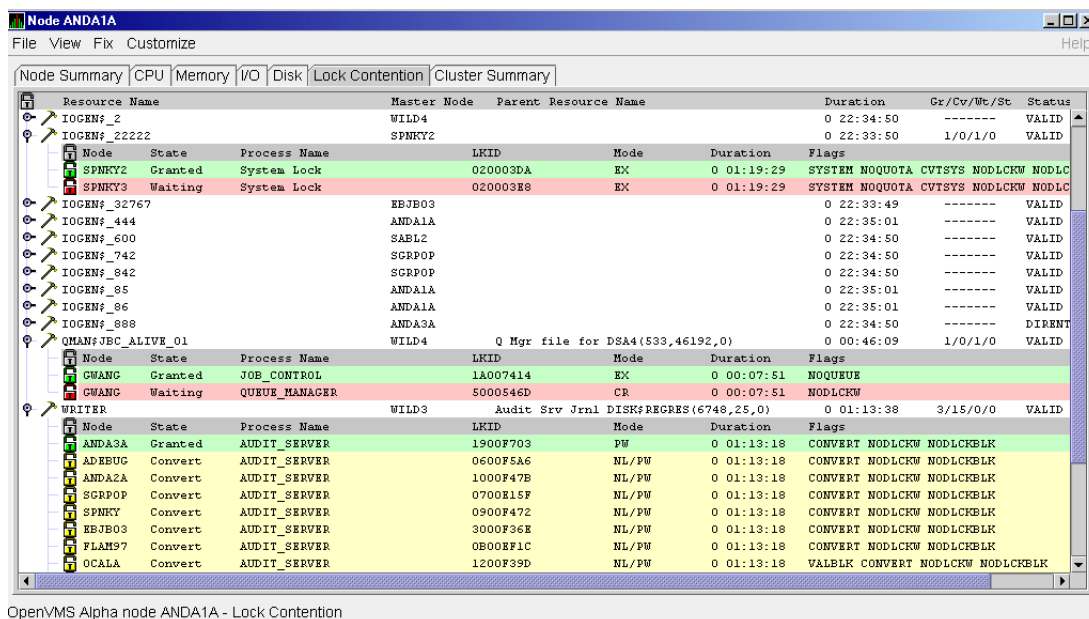 Node ANDA1A
File View Fix Customize Help
Node Summary CPU Memory I/O Disk Lock Contention Cluster Summary
Resource Name Master Node Parent Resource Name Duration Gr/Cv/Wt/St Status
IOGEN$_2 WILD4 0 22:34:50 ------- VALID
IOGEN$_22222 SPNKY2 0 22:33:50 1/0/1/0 VALID
Node State Process Name LKID Mode Duration Flags
SPNKY2 Granted System Lock 020003DA EX 0 01:19:29 SYSTEM NOQUOTA CVTSYS NODLCKW NODLC
SPNKY3 Waiting System Lock 020003E8 EX 0 01:19:29 SYSTEM NOQUOTA CVTSYS NODLCKW NODLC
IOGEN$_32767 EBJB03 0 22:33:49 ------- VALID
IOGEN$_444 ANDA1A 0 22:35:01 ------- VALID
IOGEN$_600 SABL2 0 22:34:50 ------- VALID
IOGEN$_742 SGRPOP 0 22:34:50 ------- VALID
IOGEN$_842 SGRPOP 0 22:34:50 ------- VALID
IOGEN$_85 ANDA1A 0 22:35:01 ------- VALID
IOGEN$_86 ANDA1A 0 22:35:01 ------- VALID
IOGEN$_888 ANDA3A 0 22:34:50 ------- DIRENT
QMAN$JBC_ALIVE_01 WILD4 Q Mgr file for DSA4(533,46192,0) 0 00:46:09 1/0/1/0 VALID
Node State Process Name LKID Mode Duration Flags
GWANG Granted JOB_CONTROL 1A007414 EX 0 00:07:51 NOQUEUE
GWANG Waiting QUEUE_MANAGER 5000546D CR 0 00:07:51 NODLCKW
WRITER WILD3 Audit Srv Jrnl DISK$REGRES(6748,25,0) 0 01:13:38 3/15/0/0 VALID
Node State Process Name LKID Mode Duration Flags
ANDA3A Granted AUDIT_SERVER 1900F703 PW 0 01:13:18 CONVERT NODLCKW NODLCKBLK
ADEBUG Convert AUDIT_SERVER 0600F5A6 NL/PW 0 01:13:18 CONVERT NODLCKW NODLCKBLK
ANDA2A Convert AUDIT_SERVER 1000F47B NL/PW 0 01:13:18 CONVERT NODLCKW NODLCKBLK
SGRPOP Convert AUDIT_SERVER 0700E15F NL/PW 0 01:13:18 CONVERT NODLCKW NODLCKBLK
SPNKY Convert AUDIT_SERVER 0900F472 NL/PW 0 01:13:18 CONVERT NODLCKW NODLCKBLK
EBJB03 Convert AUDIT_SERVER 3000F36E NL/PW 0 01:13:18 CONVERT NODLCKW NODLCKBLK
FLAM97 Convert AUDIT_SERVER 0B00EF1C NL/PW 0 01:13:18 CONVERT NODLCKW NODLCKBLK
OCALA Convert AUDIT_SERVER 1200F39D NL/PW 0 01:13:18 VALBLK CONVERT NODLCKW NODLCKBLK
OpenVMS Alpha node ANDA1A - Lock Contention